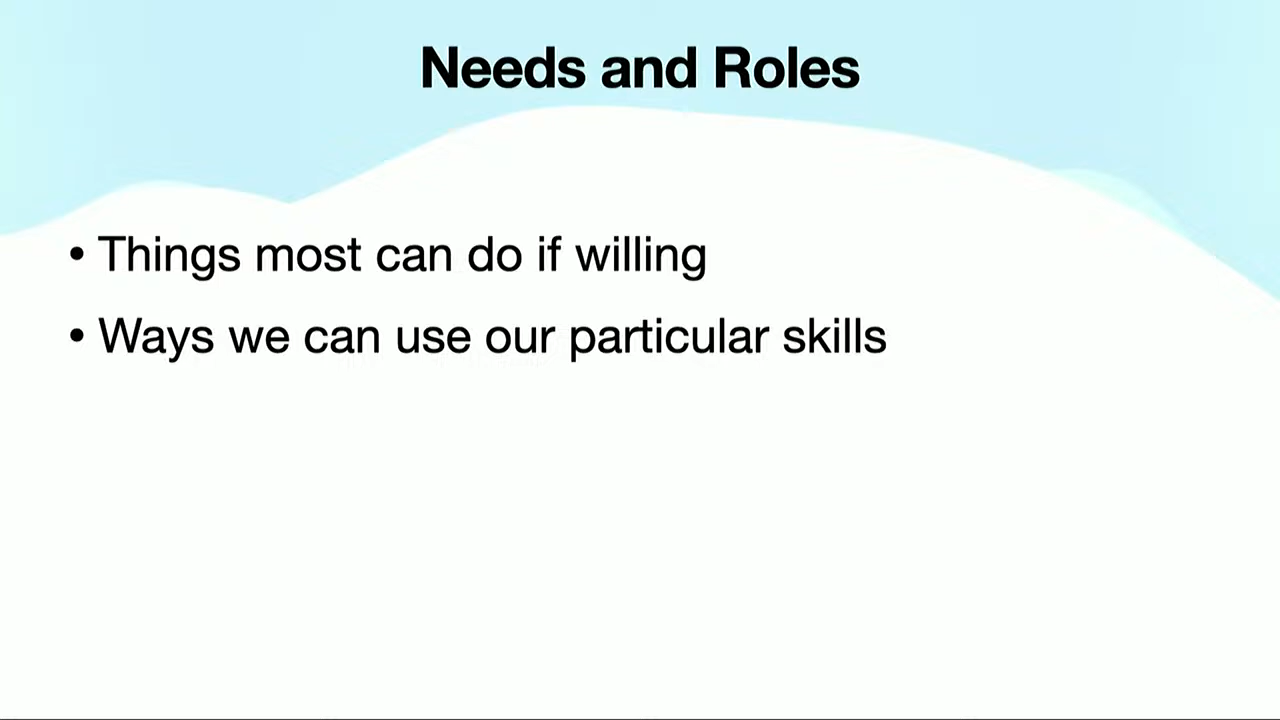 Needs and Roles
• Things most can do if willing
• Ways we can use our particular skills